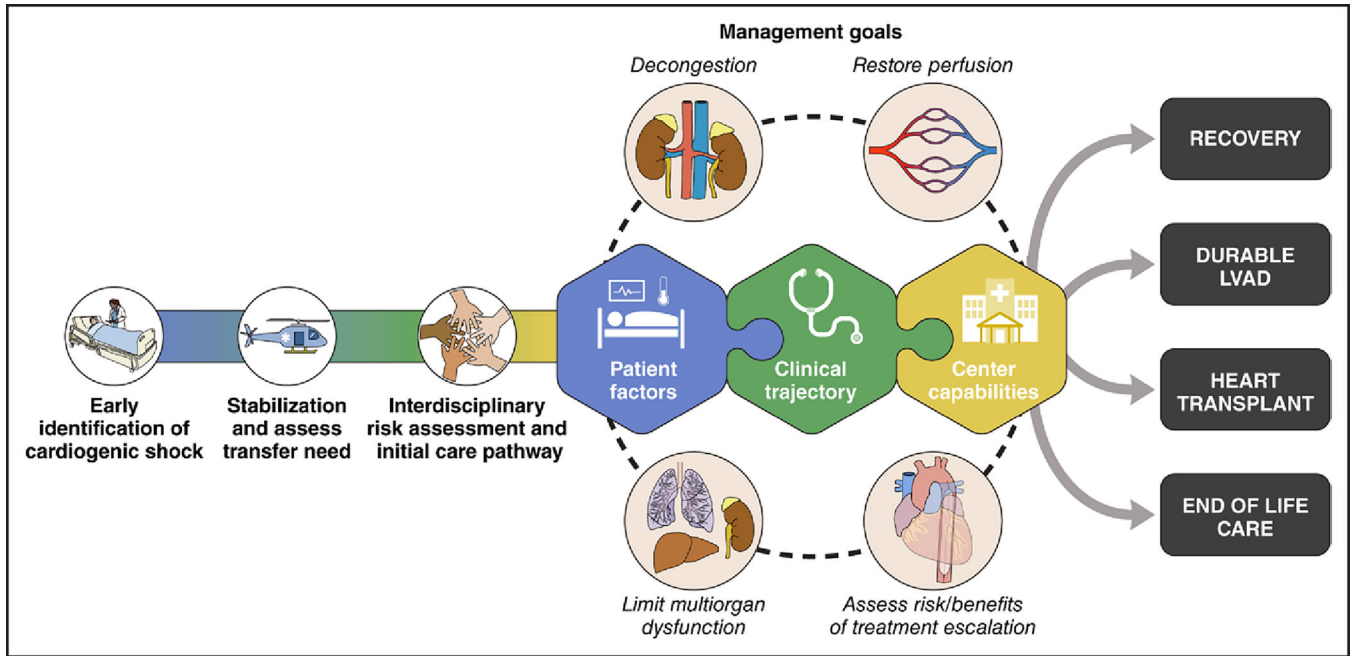 Management goals
Decongestion
Restore perfusion
Early
identification of
cardiogenic shock
Stabilization
and assess
transfer need
Interdisciplinary
risk assessment and
initial care pathway
Patient
factors
Clinical
trajectory
Center
capabilities
Limit multiorgan
dysfunction
Assess risk/benefits
of treatment escalation
RECOVERY
DURABLE
LVAD
HEART
TRANSPLANT
END OF LIFE
CARE